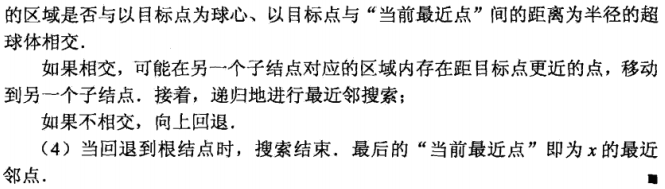 的区域是否与以目标点为球心、以目标点与“当前最近点”间的距离为半径的超
球体相交.
如果相交,可能在另一个子结点对应的区域内存在距目标点更近的点,移动
到另一个子结点.接着,递归地进行最近邻搜索;
如果不相交,向上回退.
(4)当回退到根结点时,搜索结束.最后的“当前最近点”即为 x 的最近
邻点.